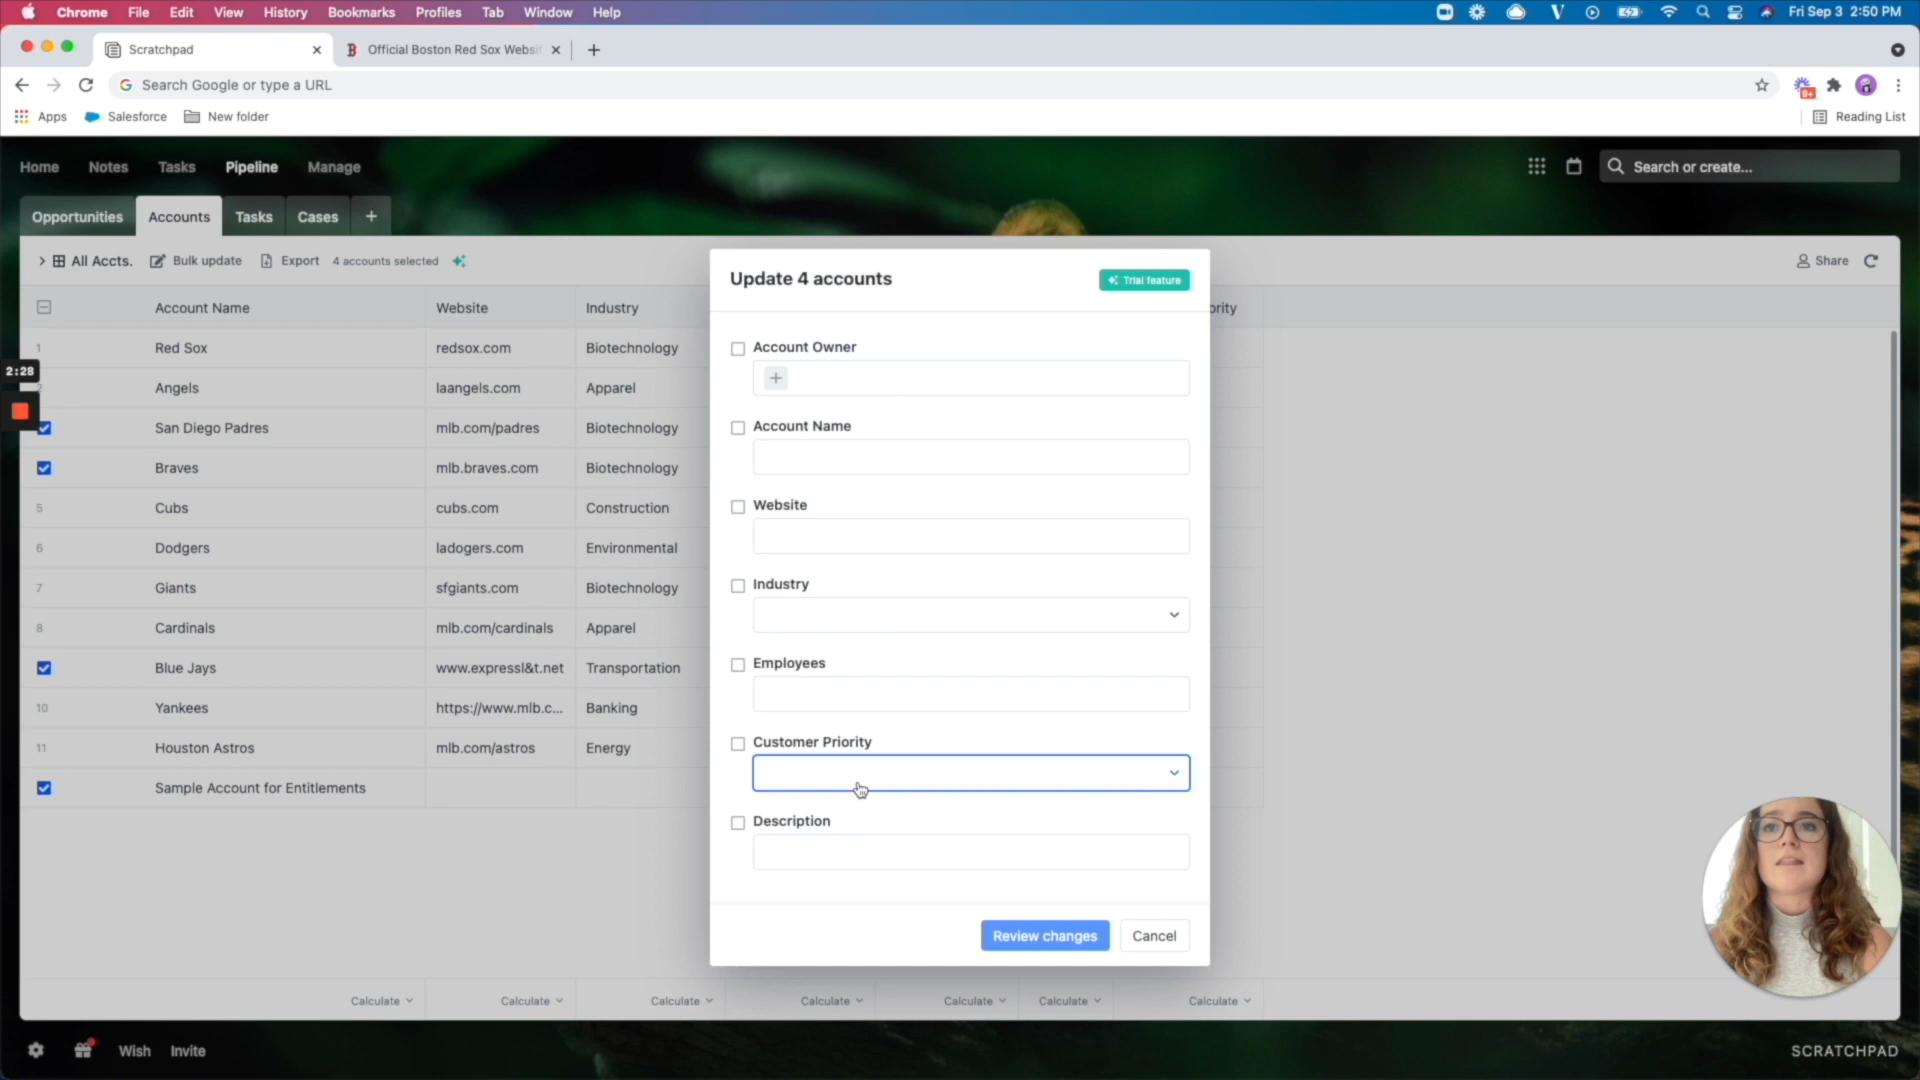 Chrome File Edit View History Bookmarks Profiles Tab Window Help
Fri Sep 3 2:50 PM
Scratchpad
Official Boston Red Sox Websit
Search Google or type a URL
9+
Apps Salesforce New folder
Reading List
Home Notes Tasks Pipeline Manage
Search or create...
Opportunities Accounts Tasks Cases +
All Accts. Bulk update Export 4 accounts selected
Share
Update 4 accounts
Trial feature
Account Name Website Industry
ority
1 Red Sox redsox.com Biotechnology
2:28
Angels laangels.com Apparel
San Diego Padres mlb.com/padres Biotechnology
Braves mlb.braves.com Biotechnology
5 Cubs cubs.com Construction
6 Dodgers ladogers.com Environmental
7 Giants sfgiants.com Biotechnology
8 Cardinals mlb.com/cardinals Apparel
Blue Jays www.expressl&t.net Transportation
10 Yankees https://www.mlb.c... Banking
11 Houston Astros mlb.com/astros Energy
Sample Account for Entitlements
Account Owner
Account Name
Website
Industry
Employees
Customer Priority
Description
Review changes Cancel
Calculate Calculate Calculate Calculate Calculate Calculate Calculate
Wish Invite
SCRATCHPAD